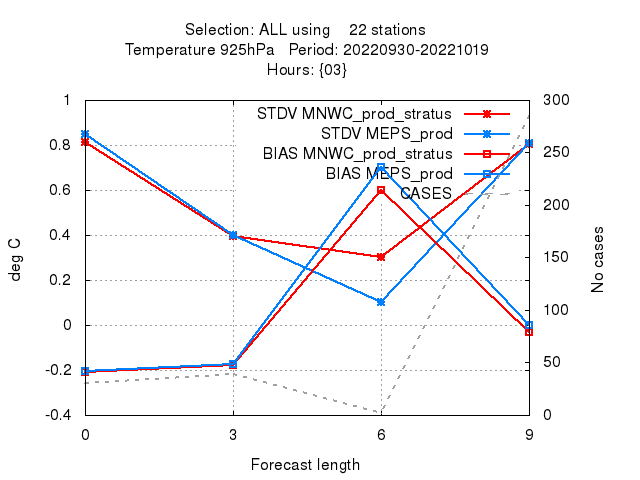 Selection: ALL using    22 stations
Temperature 925hPa   Period: 20220930-20221019
Hours: {03}
STDV MNWC_prod_stratus
STDV MEPS_prod
BIAS MNWC_prod_stratus
BIAS MEPS_prod
CASES
deg C
1
0.8
0.6
0.4
0.2
0
-0.2
-0.4
300
250
200
150
100
50
0
No cases
0 3 6 9
Forecast length